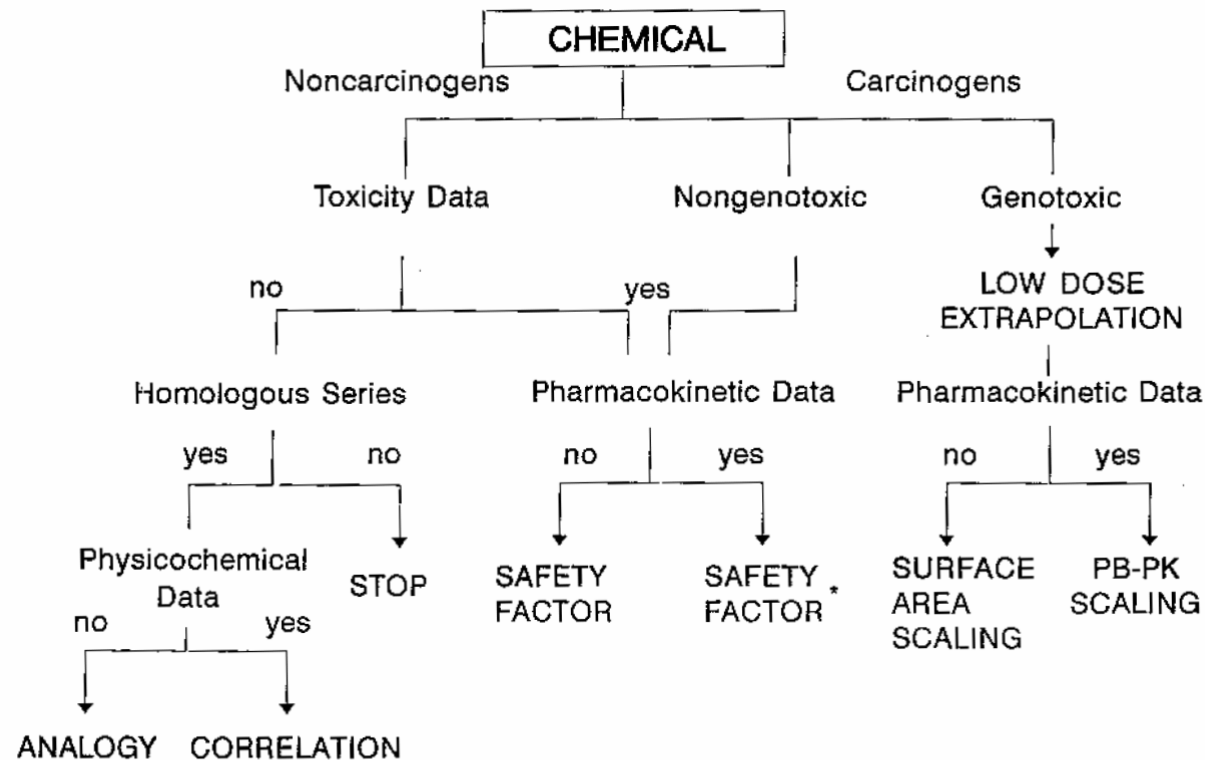 CHEMICAL
Noncarcinogens Carcinogens
Toxicity Data Nongenotoxic Genotoxic
no yes LOW DOSE
EXTRAPOLATION
Homologous Series Pharmacokinetic Data Pharmacokinetic Data
yes no no yes no yes
Physicochemical
Data
STOP
SAFETY
FACTOR
SAFETY
FACTOR*
SURFACE
AREA
SCALING
PB-PK
SCALING
no yes
ANALOGY CORRELATION